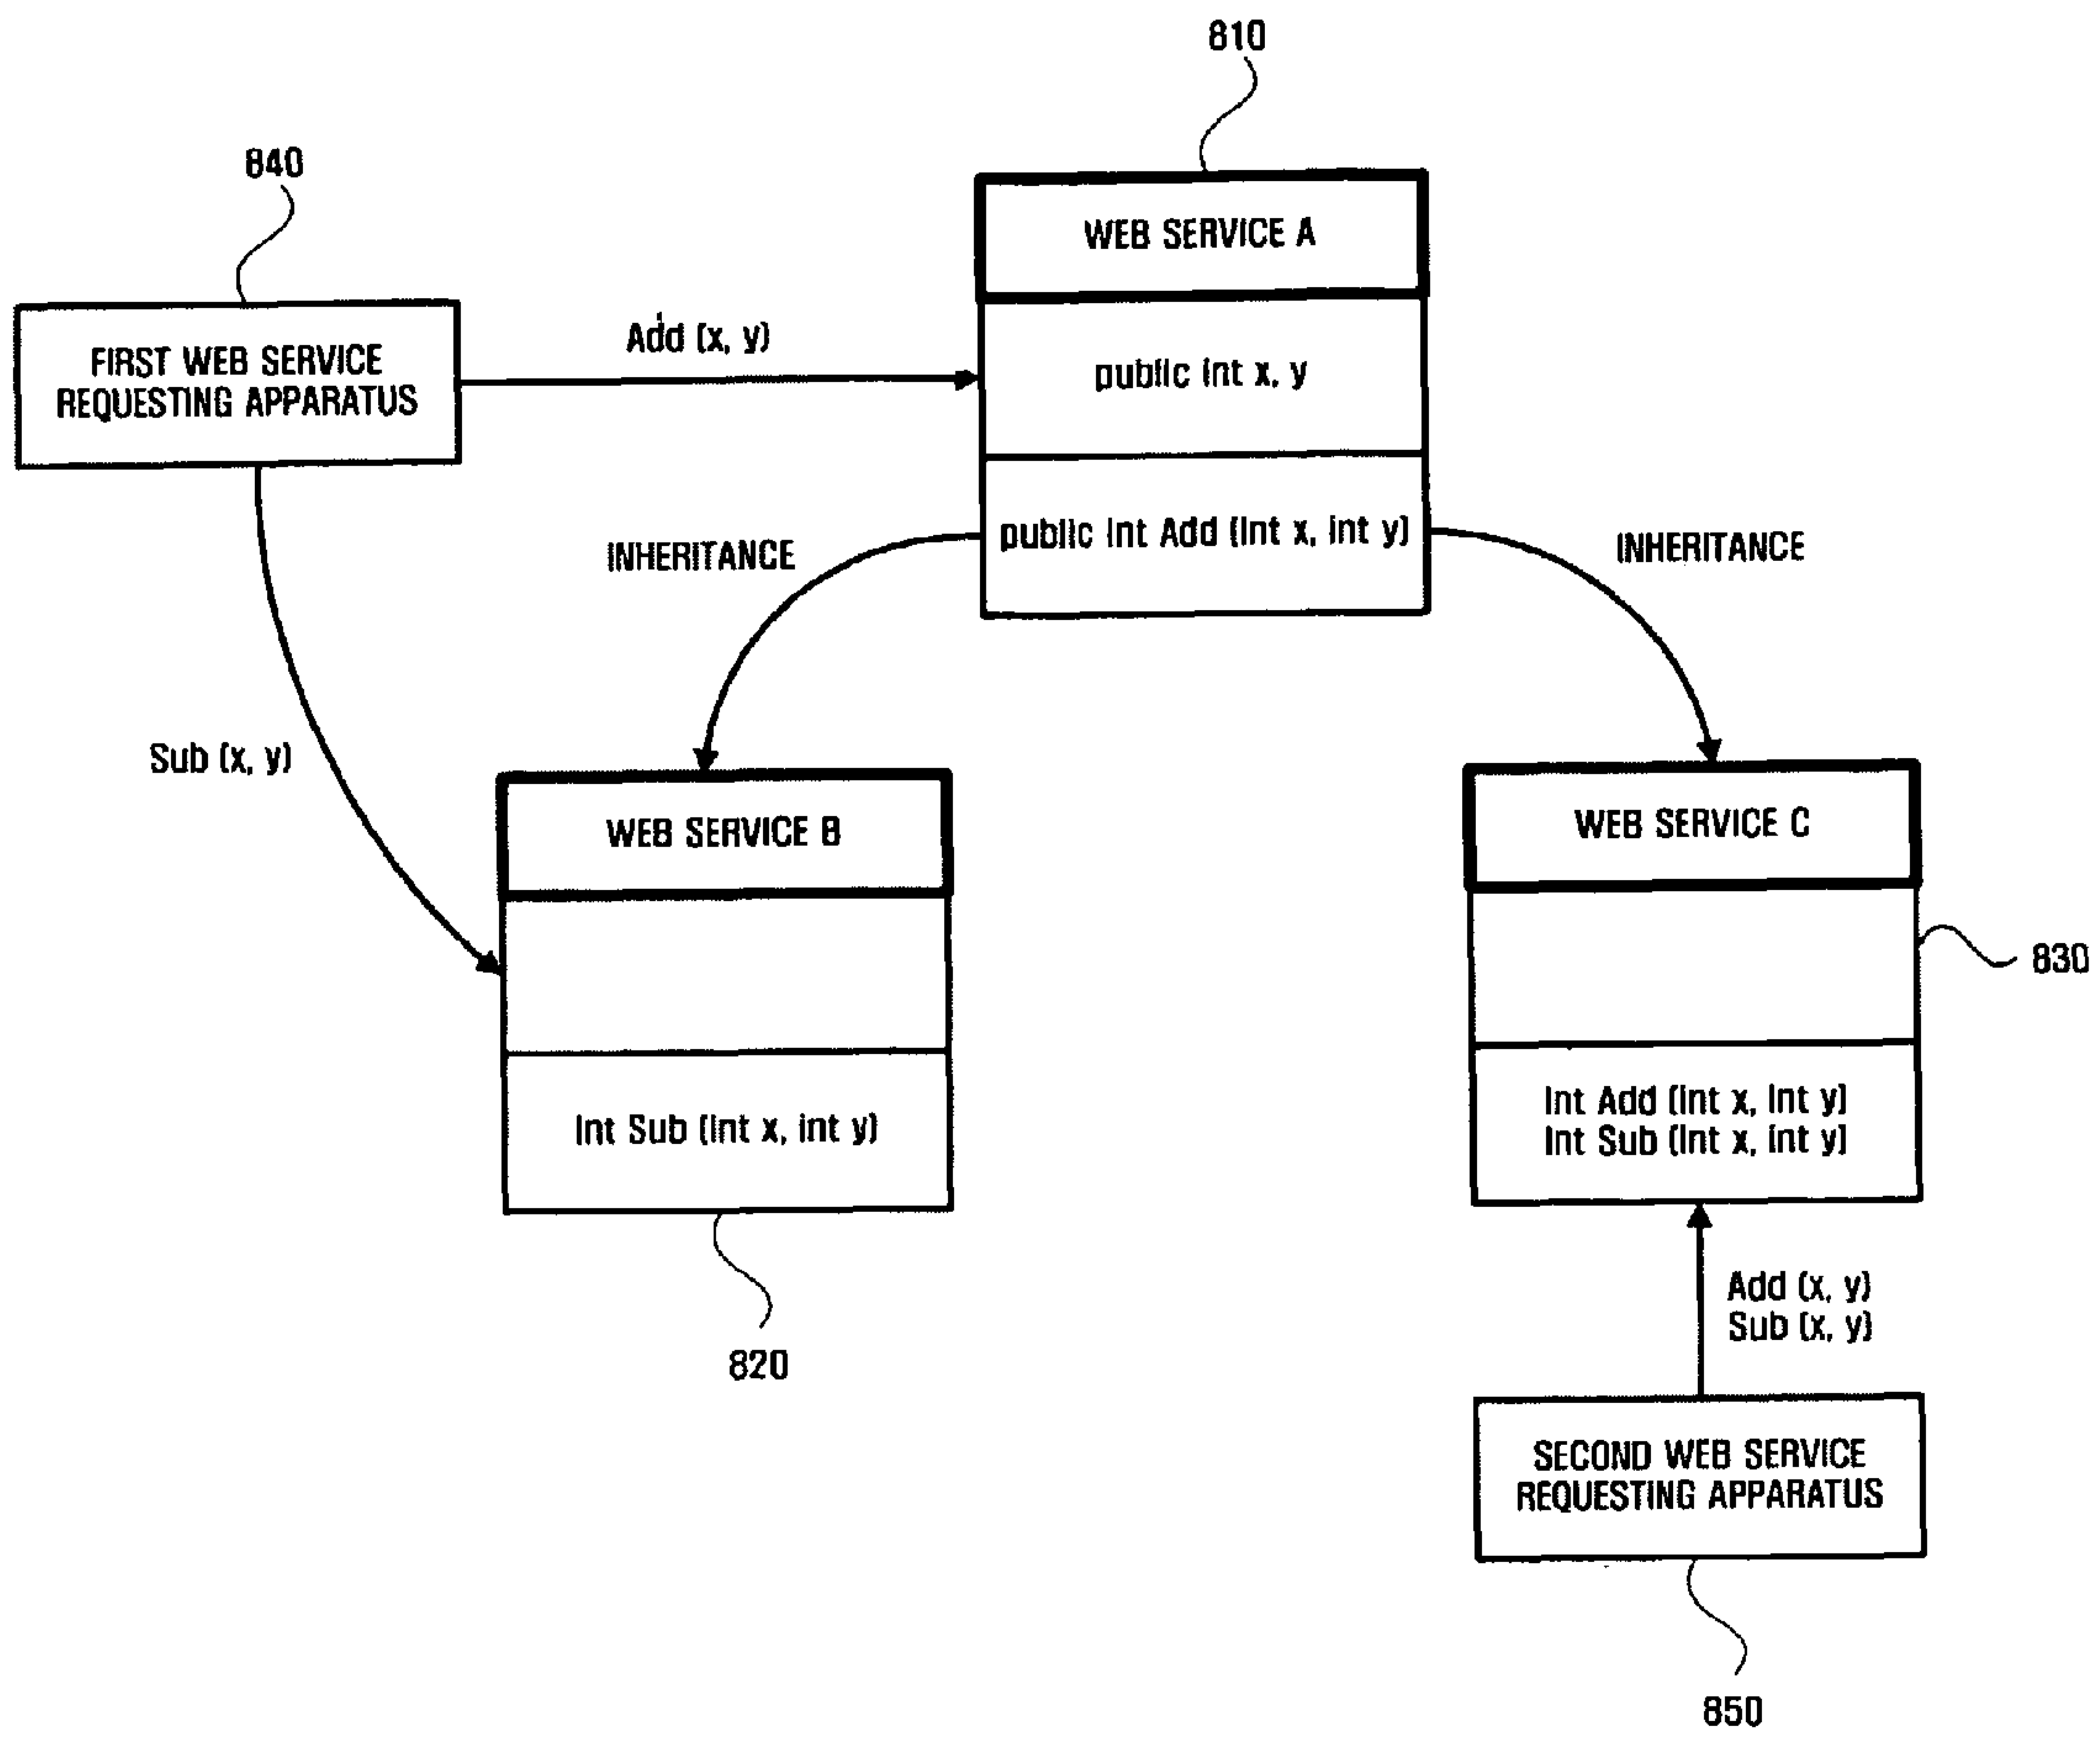 810
840
WEB SERVICE A
FIRST WEB SERVICE
REQUESTING APPARATUS
Add (x, y)
public int x, y
public int Add (int x, int y)
INHERITANCE
INHERITANCE
Sub (x, y)
WEB SERVICE B
WEB SERVICE C
830
int Sub (int x, int y)
int Add (int x, int y)
int Sub (int x, int y)
820
Add (x, y)
Sub (x, y)
SECOND WEB SERVICE
REQUESTING APPARATUS
850